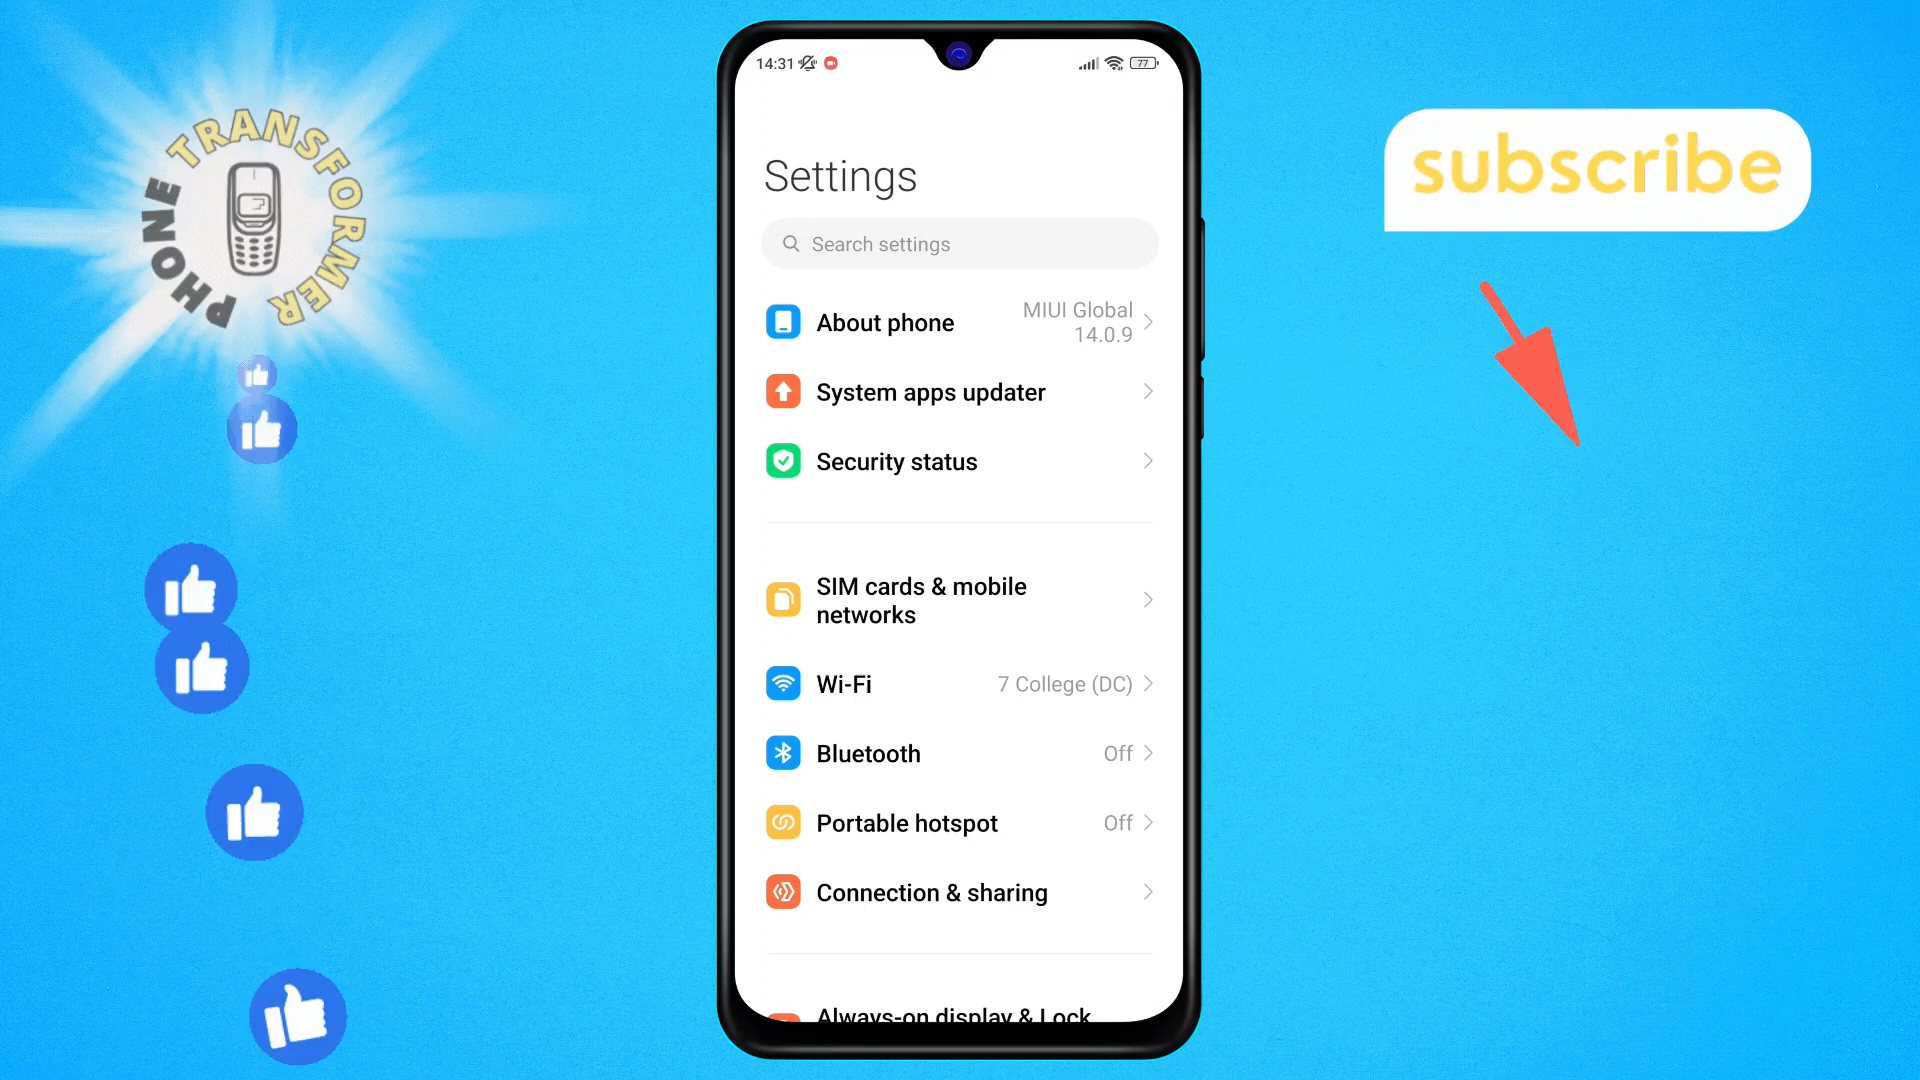 PHONE TRANSFORMER
14:31
77
Settings
Search settings
About phone
MIUI Global
14.0.9
System apps updater
Security status
SIM cards & mobile
networks
Wi-Fi
7 College (DC)
Bluetooth
Off
Portable hotspot
Off
Connection & sharing
Always-on display & Lock
subscribe